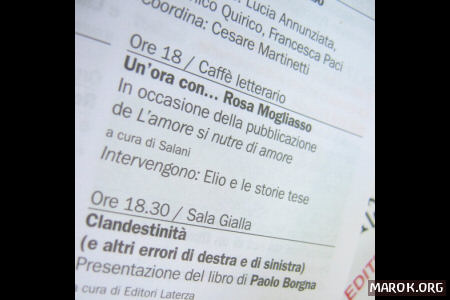 Lucia Annunziata,
nico Quirico, Francesca Paci
Coordina: Cesare Martinetti
Ore 18 / Caffè letterario
Un'ora con... Rosa Mogliasso
In occasione della pubblicazione
de L'amore si nutre di amore
a cura di Salani
Intervengono: Elio e le storie tese
Ore 18.30 / Sala Gialla
Clandestinità
(e altri errori di destra e di sinistra)
Presentazione del libro di Paolo Borgna
a cura di Editori Laterza
EDIT
MAROK.ORG